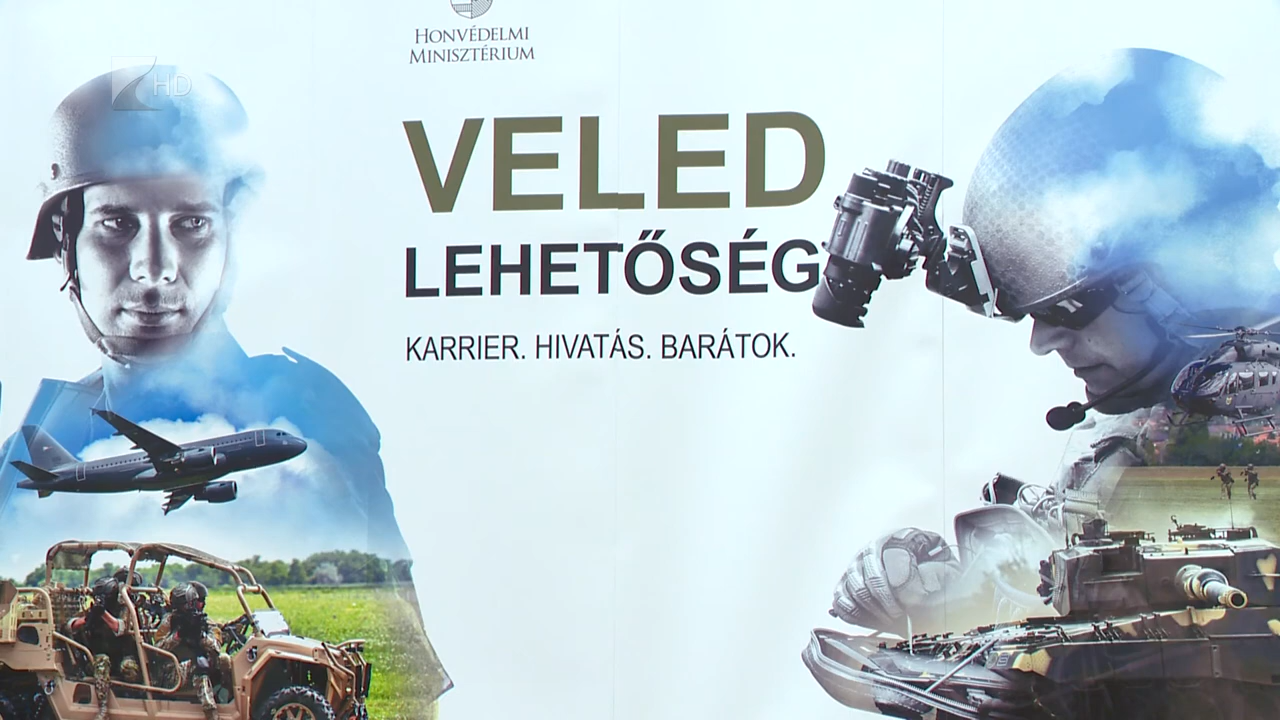 HONVÉDELMI
MINISZTÉRIUM
HD
VELED
LEHETŐSÉG
KARRIER. HIVATÁS. BARÁTOK.